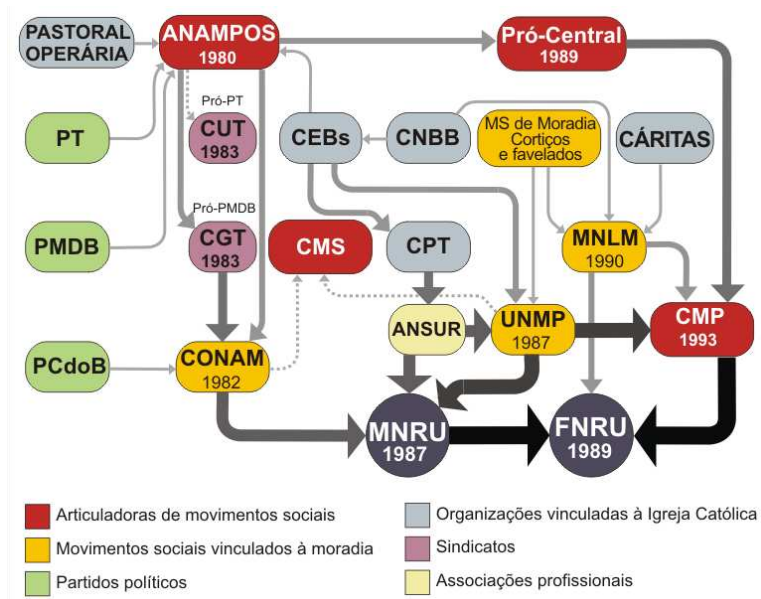 PASTORAL
OPERÁRIA
ANAMPOS
1980
Pró-Central
1989
PT
Pró-PT
CUT
1983
CEBs
CNBB
MS de Moradia
Cortiços
e favelados
CÁRITAS
PMDB
Pró-PMDB
CGT
1983
CMS
CPT
MNLM
1990
PCdoB
CONAM
1982
ANSUR
UNMP
1987
CMP
1993
MNRU
1987
FNRU
1989
Articuladoras de movimentos sociais
Movimentos sociais vinculados à moradia
Partidos políticos
Organizações vinculadas à Igreja Católica
Sindicatos
Associações profissionais